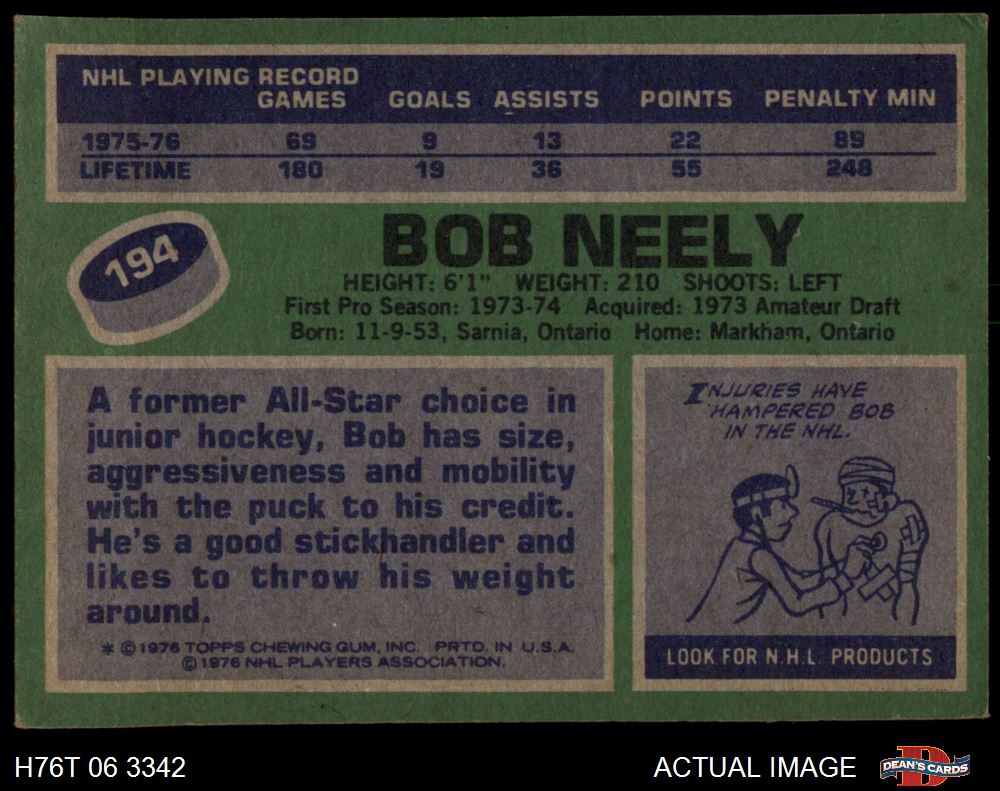 NHL PLAYING RECORD
GAMES GOALS ASSISTS POINTS PENALTY MIN
1975-76 69 9 13 22 89
LIFETIME 180 19 36 55 248
194
BOB NEELY
HEIGHT: 6'1" WEIGHT: 210 SHOOTS: LEFT
First Pro Season: 1973-74 Acquired: 1973 Amateur Draft
Born: 11-9-53, Sarnia, Ontario Home: Markham, Ontario
A former All-Star choice in
junior hockey, Bob has size,
aggressiveness and mobility
with the puck to his credit.
He's a good stickhandler and
likes to throw his weight
around.
* © 1976 TOPPS CHEWING GUM, INC. PRTD. IN U.S.A.
© 1976 NHL PLAYERS ASSOCIATION.
INJURIES HAVE
HAMPERED BOB
IN THE NHL.
LOOK FOR N.H.L. PRODUCTS
H76T 06 3342
ACTUAL IMAGE
D
DEAN'S CARDS